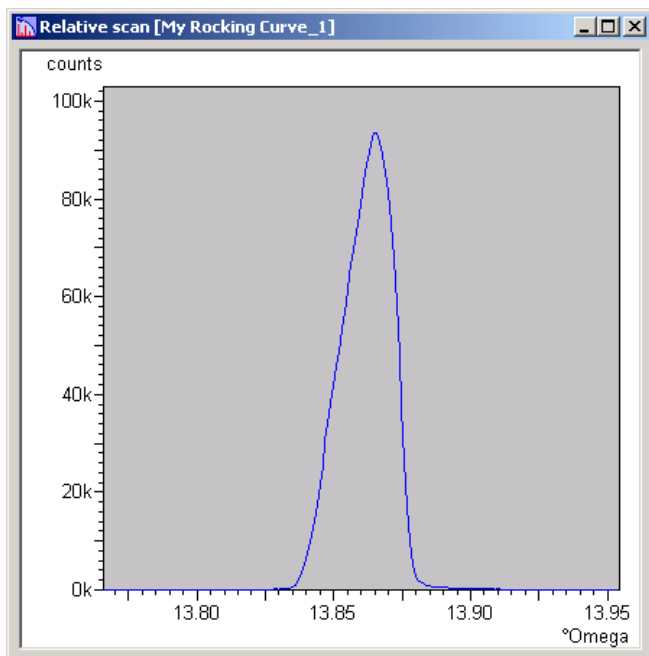 Relative scan [My Rocking Curve_1]
counts
100k
80k
60k
40k
20k
0k
13.80 13.85 13.90 13.95
°Omega